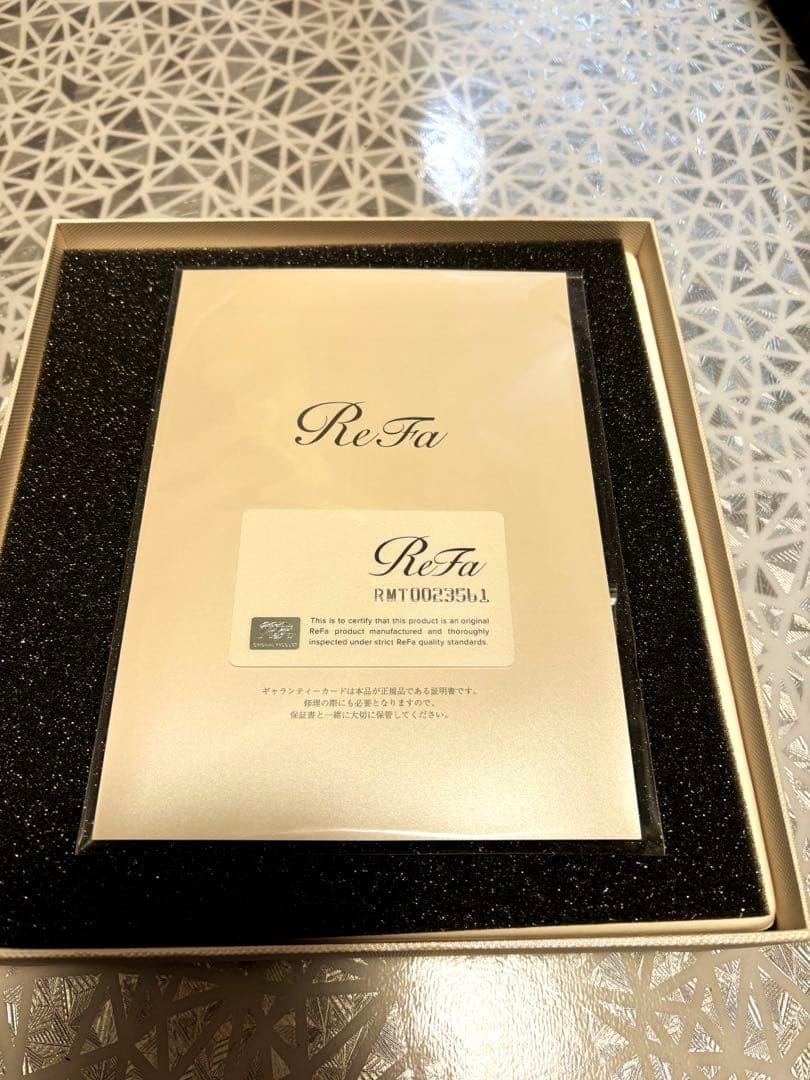 ReFa
ReFa
RMT0023561
This is to certify that this product is an original
ReFa product manufactured and thoroughly
inspected under strict ReFa quality standards.
ギャランティーカードは本品が正規品である証明書です。
修理の際にも必要となりますので、
保証書と一緒に大切に保管してください。